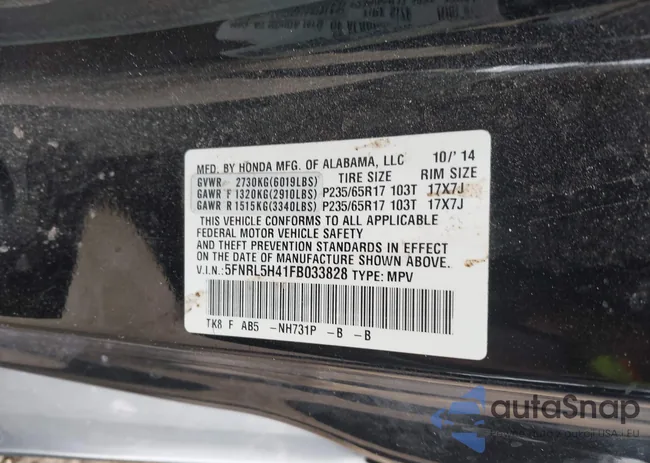 MFD. BY HONDA MFG. OF ALABAMA, LLC 10/'14
TIRE SIZE RIM SIZE
GVWR 2730KG(6019LBS)
GAWR F 1320KG(2910LBS) P235/65R17 103T 17X7J
GAWR R 1515KG(3340LBS) P235/65R17 103T 17X7J
THIS VEHICLE CONFORMS TO ALL APPLICABLE
FEDERAL MOTOR VEHICLE SAFETY
AND THEFT PREVENTION STANDARDS IN EFFECT
ON THE DATE OF MANUFACTURE SHOWN ABOVE.
V.I.N.:5FNRL5H41FB033828 TYPE: MPV
TK8 F AB5 -NH731P -B -B
autoSnap